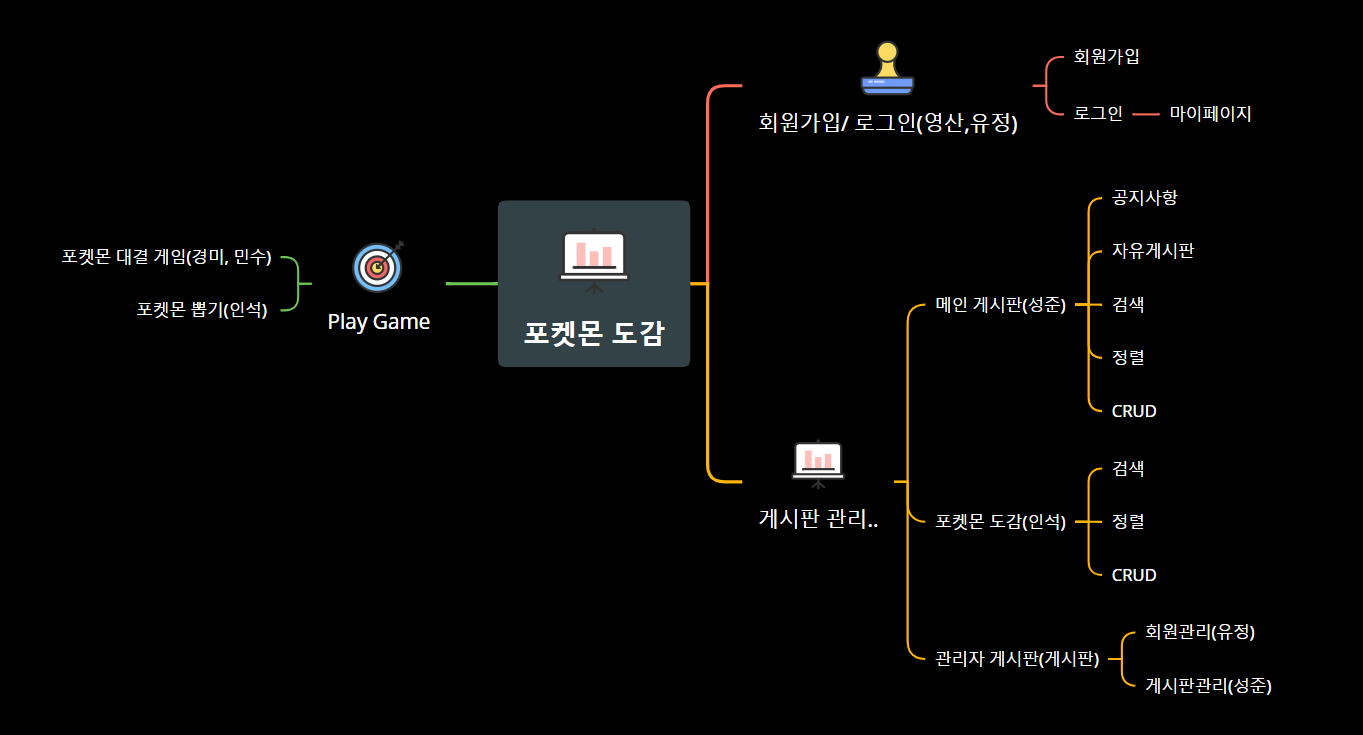 포켓몬 도감
회원가입/ 로그인(영산,유정)
회원가입
로그인
마이페이지
게시판 관리..
메인 게시판(성준)
공지사항
자유게시판
검색
정렬
CRUD
포켓몬 도감(인석)
검색
정렬
CRUD
관리자 게시판(게시판)
회원관리(유정)
게시판관리(성준)
Play Game
포켓몬 대결 게임(경미, 민수)
포켓몬 뽑기(인석)